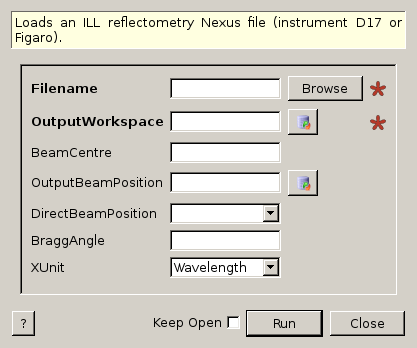 Loads an ILL reflectometry Nexus file (instrument D17 or
Figaro).
Filename Browse *
OutputWorkspace *
BeamCentre
OutputBeamPosition
DirectBeamPosition
BraggAngle
XUnit Wavelength
? Keep Open Run Close